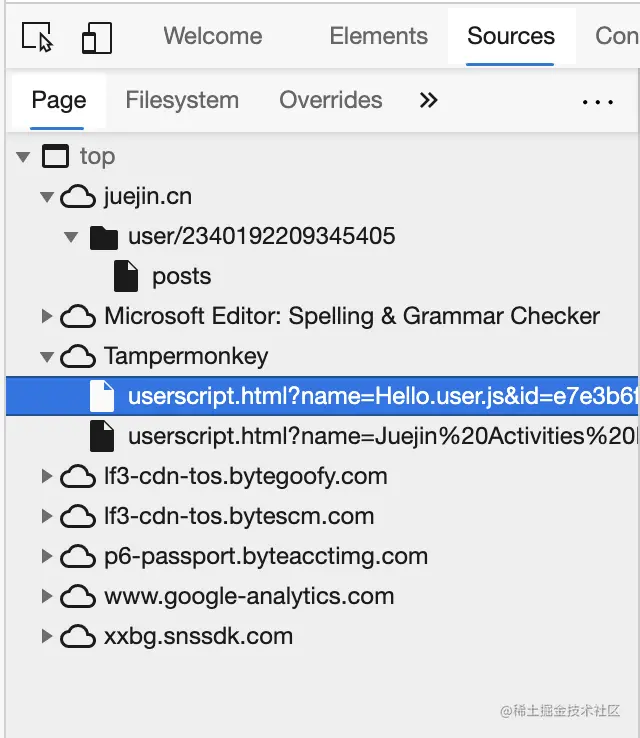 Welcome Elements Sources Con
Page Filesystem Overrides » ...
top
juejin.cn
user/2340192209345405
posts
Microsoft Editor: Spelling & Grammar Checker
Tampermonkey
userscript.html?name=Hello.user.js&id=e7e3b6f
userscript.html?name=Juejin%20Activities%20
lf3-cdn-tos.bytegoofy.com
lf3-cdn-tos.bytescm.com
p6-passport.byteacctimg.com
www.google-analytics.com
xxbg.snssdk.com
@稀土掘金技术社区